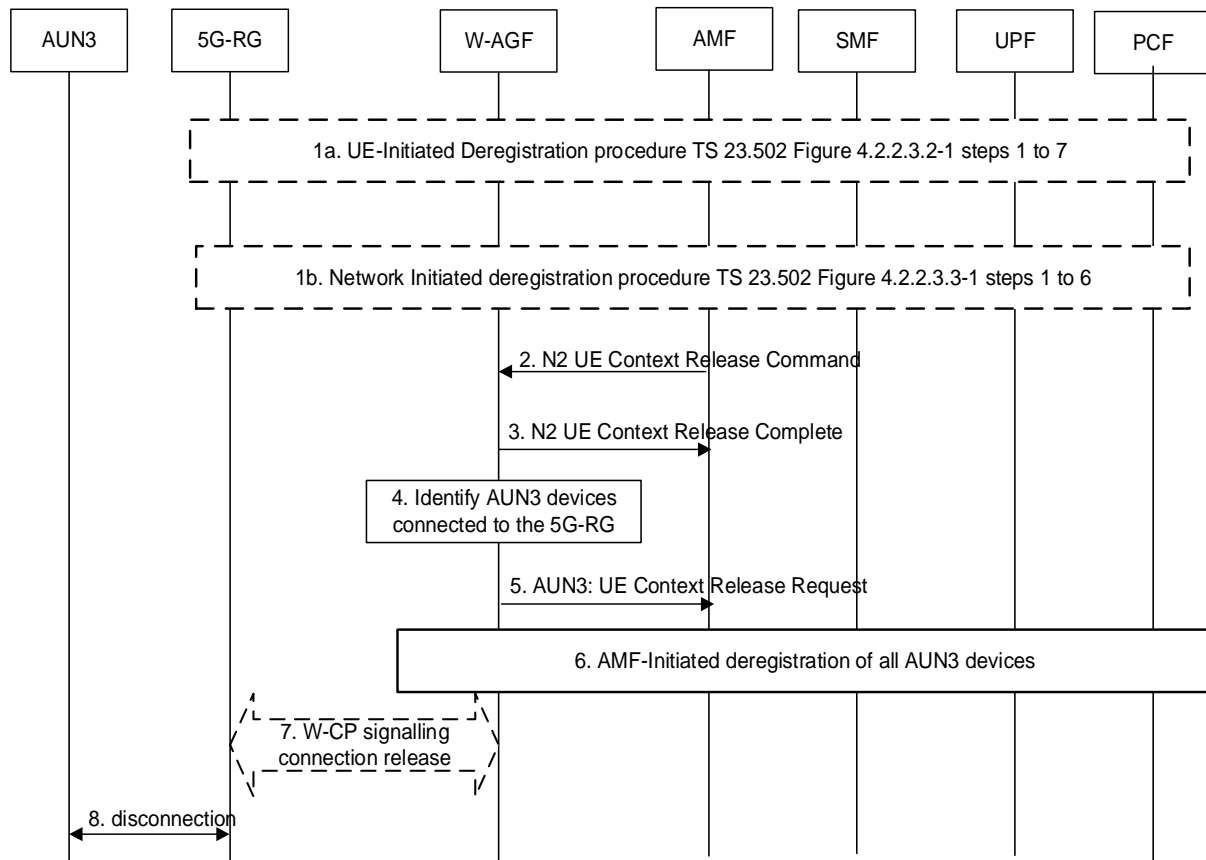 AUN3
5G-RG
W-AGF
AMF
SMF
UPF
PCF
1a. UE-Initiated Deregistration procedure TS 23.502 Figure 4.2.2.3.2-1 steps 1 to 7
1b. Network Initiated deregistration procedure TS 23.502 Figure 4.2.2.3.3-1 steps 1 to 6
2. N2 UE Context Release Command
3. N2 UE Context Release Complete
4. Identify AUN3 devices
connected to the 5G-RG
5. AUN3: UE Context Release Request
6. AMF-Initiated deregistration of all AUN3 devices
7. W-CP signalling
connection release
8. disconnection